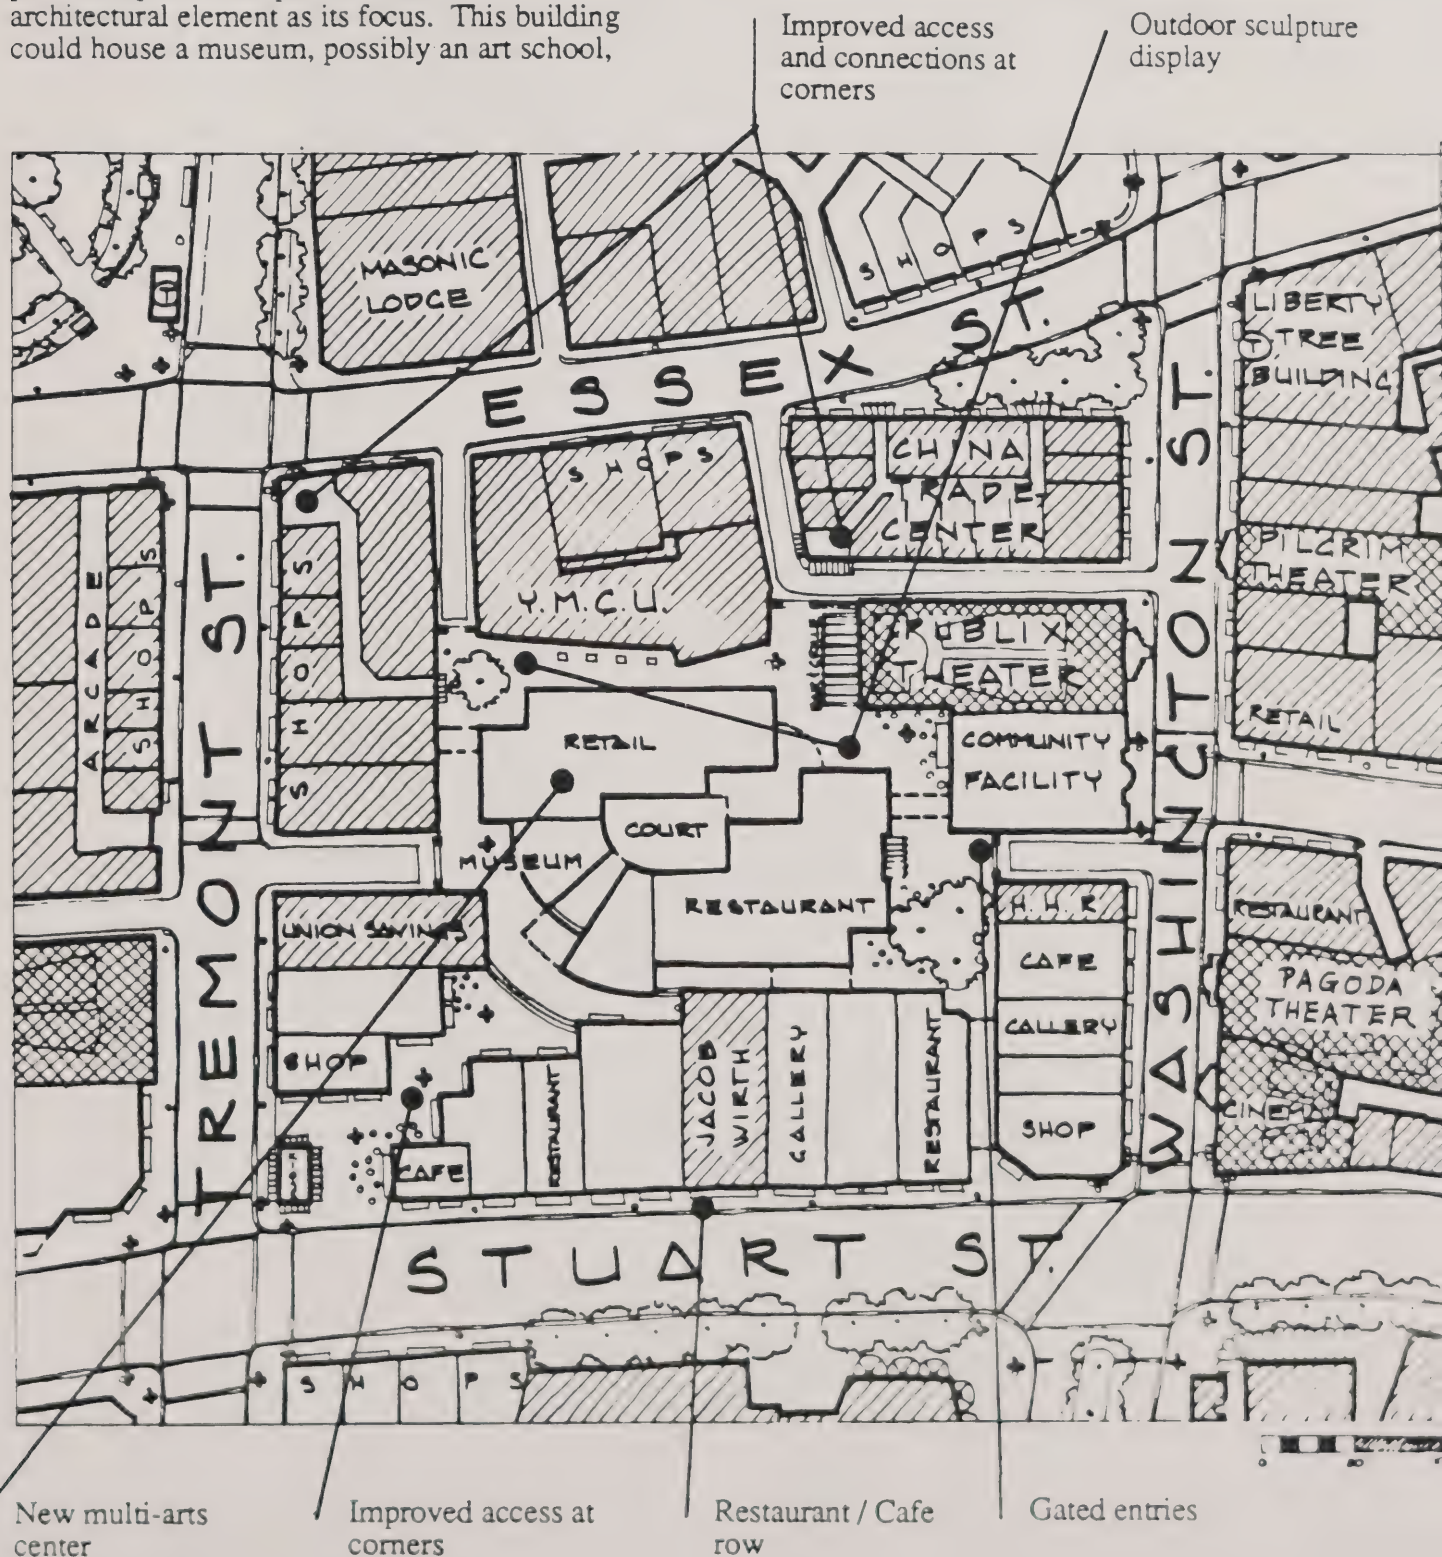 architectural element as its focus. This building
could house a museum, possibly an art school,
Improved access
and connections at
corners
Outdoor sculpture
display
MASONIC
LODGE
SHOPS
ESSEX ST.
LIBERTY
T TREE
BUILDING
SHOPS
CHINA
TRADE
CENTER
ARCADE
SHOPS
SHOPS
TREMONT ST.
WASHINGTON ST.
Y.M.C.U.
PUBLIX
THEATER
PILGRIM
THEATER
RETAIL
RETAIL
COMMUNITY
FACILITY
COURT
MUSEUM
RESTAURANT
UNION SAVINGS
H.H.R
RESTAURANT
CAFE
PAGODA
THEATER
GALLERY
SHOP
JACOB
WIRTH
GALLERY
RESTAURANT
RESTAURANT
SHOP
CINEMA
CAFE
STUART ST.
SHOPS
New multi-arts
center
Improved access at
corners
Restaurant / Cafe
row
Gated entries